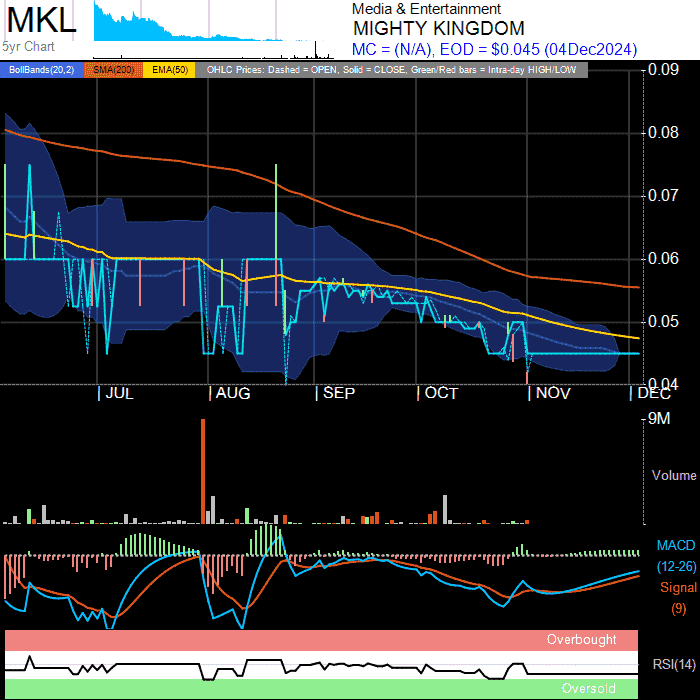 MKL
5yr Chart
Media & Entertainment
MIGHTY KINGDOM
MC = (N/A), EOD = $0.045 (04Dec2024)
BollBands(20,2) SMA(200) EMA(50) OHLC Prices: Dashed = OPEN, Solid = CLOSE, Green/Red bars = Intra-day HIGH/LOW
0.09
0.08
0.07
0.06
0.05
0.04
JUL AUG SEP OCT NOV DEC
9M
Volume
MACD
(12-26)
Signal
(9)
Overbought
RSI(14)
Oversold